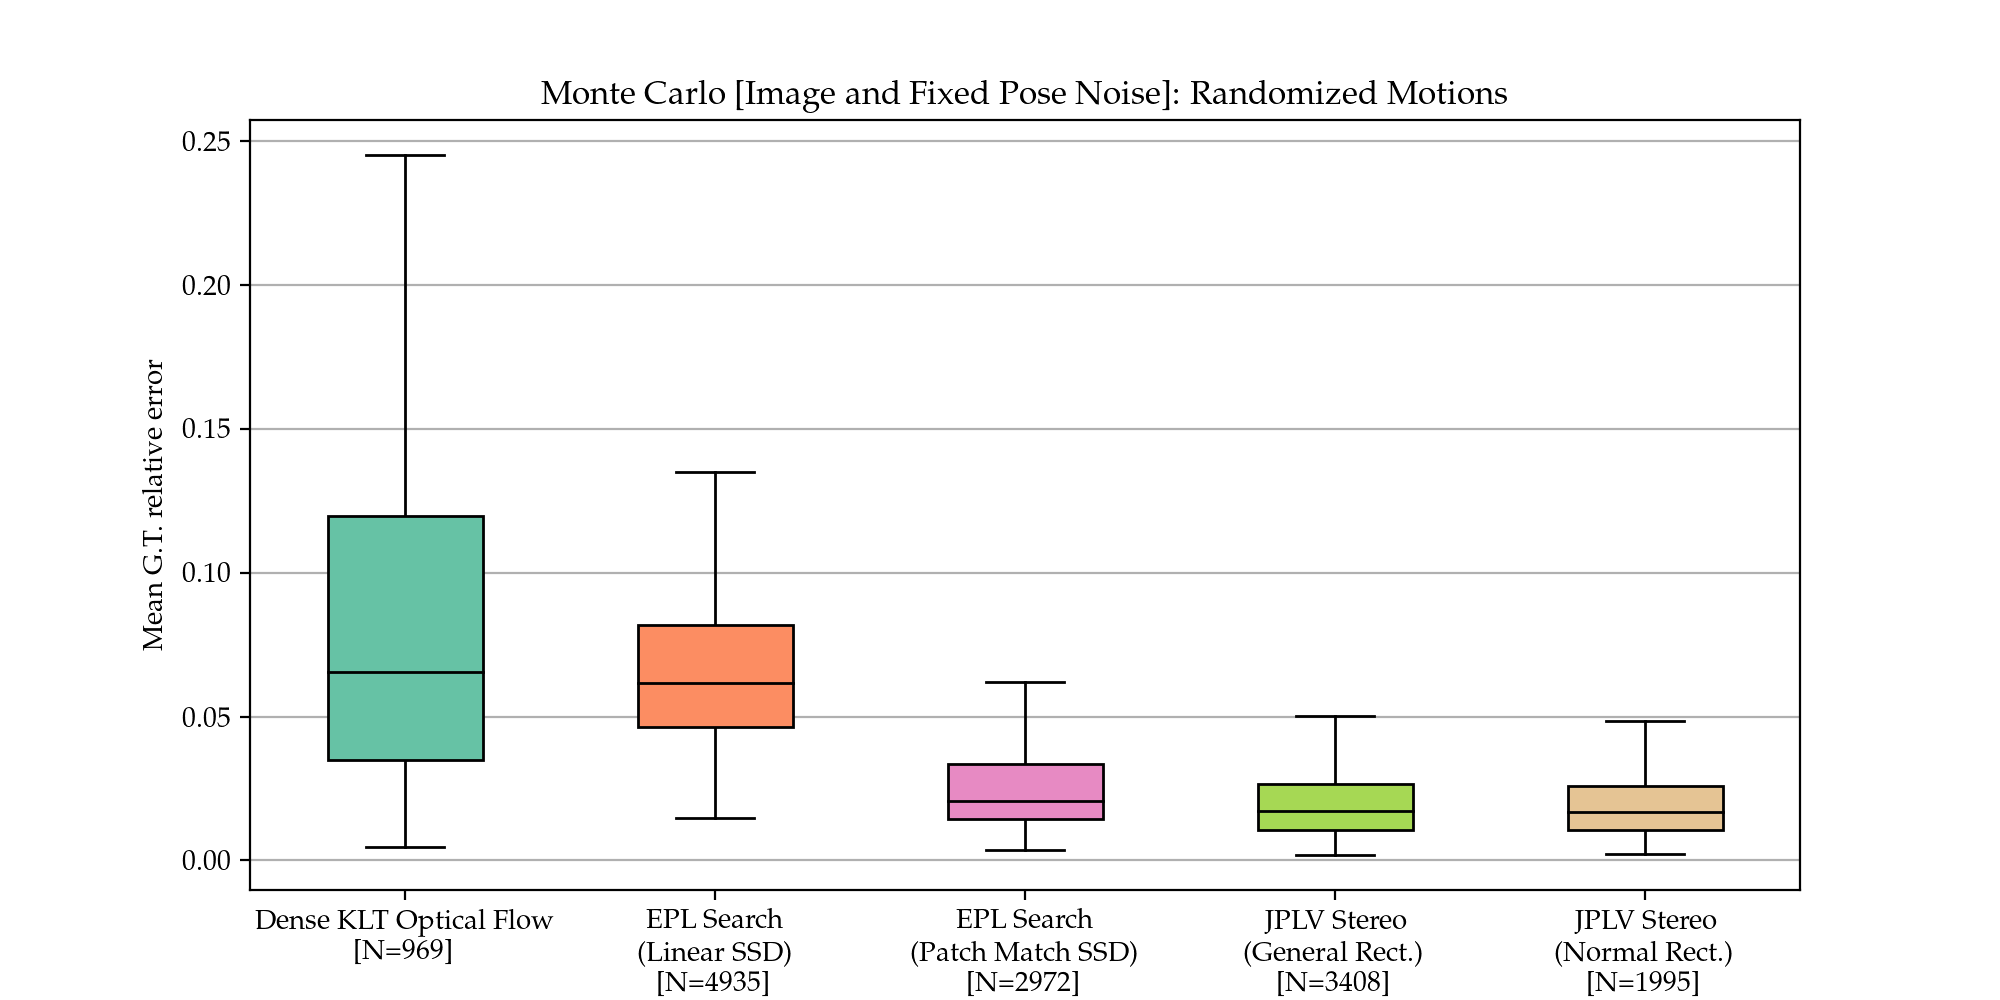 Monte Carlo [Image and Fixed Pose Noise]: Randomized Motions
Mean G.T. relative error
0.25
0.20
0.15
0.10
0.05
0.00
Dense KLT Optical Flow
[N=969]
EPL Search
(Linear SSD)
[N=4935]
EPL Search
(Patch Match SSD)
[N=2972]
JPLV Stereo
(General Rect.)
[N=3408]
JPLV Stereo
(Normal Rect.)
[N=1995]